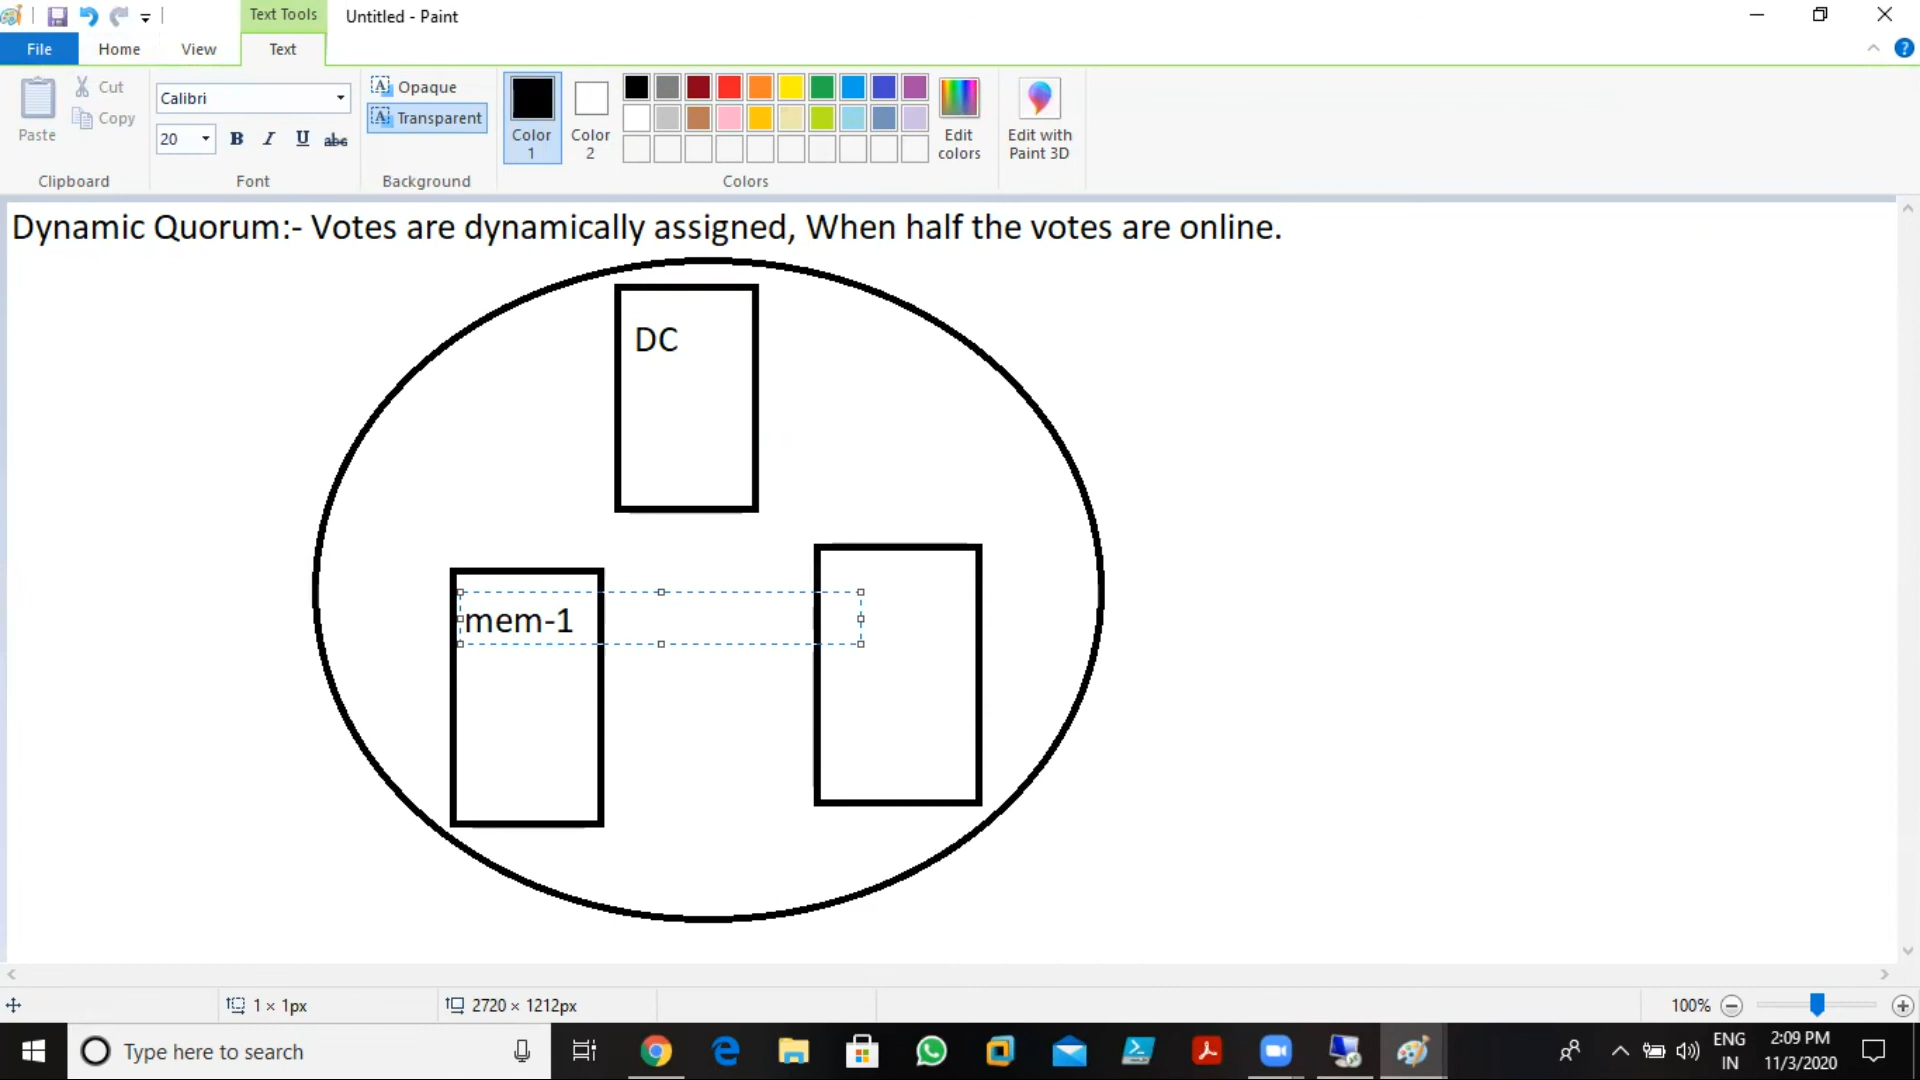 Text Tools
Untitled - Paint
File
Home
View
Text
Paste
Cut
Copy
Clipboard
Calibri
20
B
I
U
abc
Font
Opaque
Transparent
Background
Color
1
Color
2
Edit
colors
Colors
Edit with
Paint 3D
Dynamic Quorum:- Votes are dynamically assigned, When half the votes are online.
DC
mem-1
1 × 1px
2720 × 1212px
100%
Type here to search
ENG
IN
2:09 PM
11/3/2020